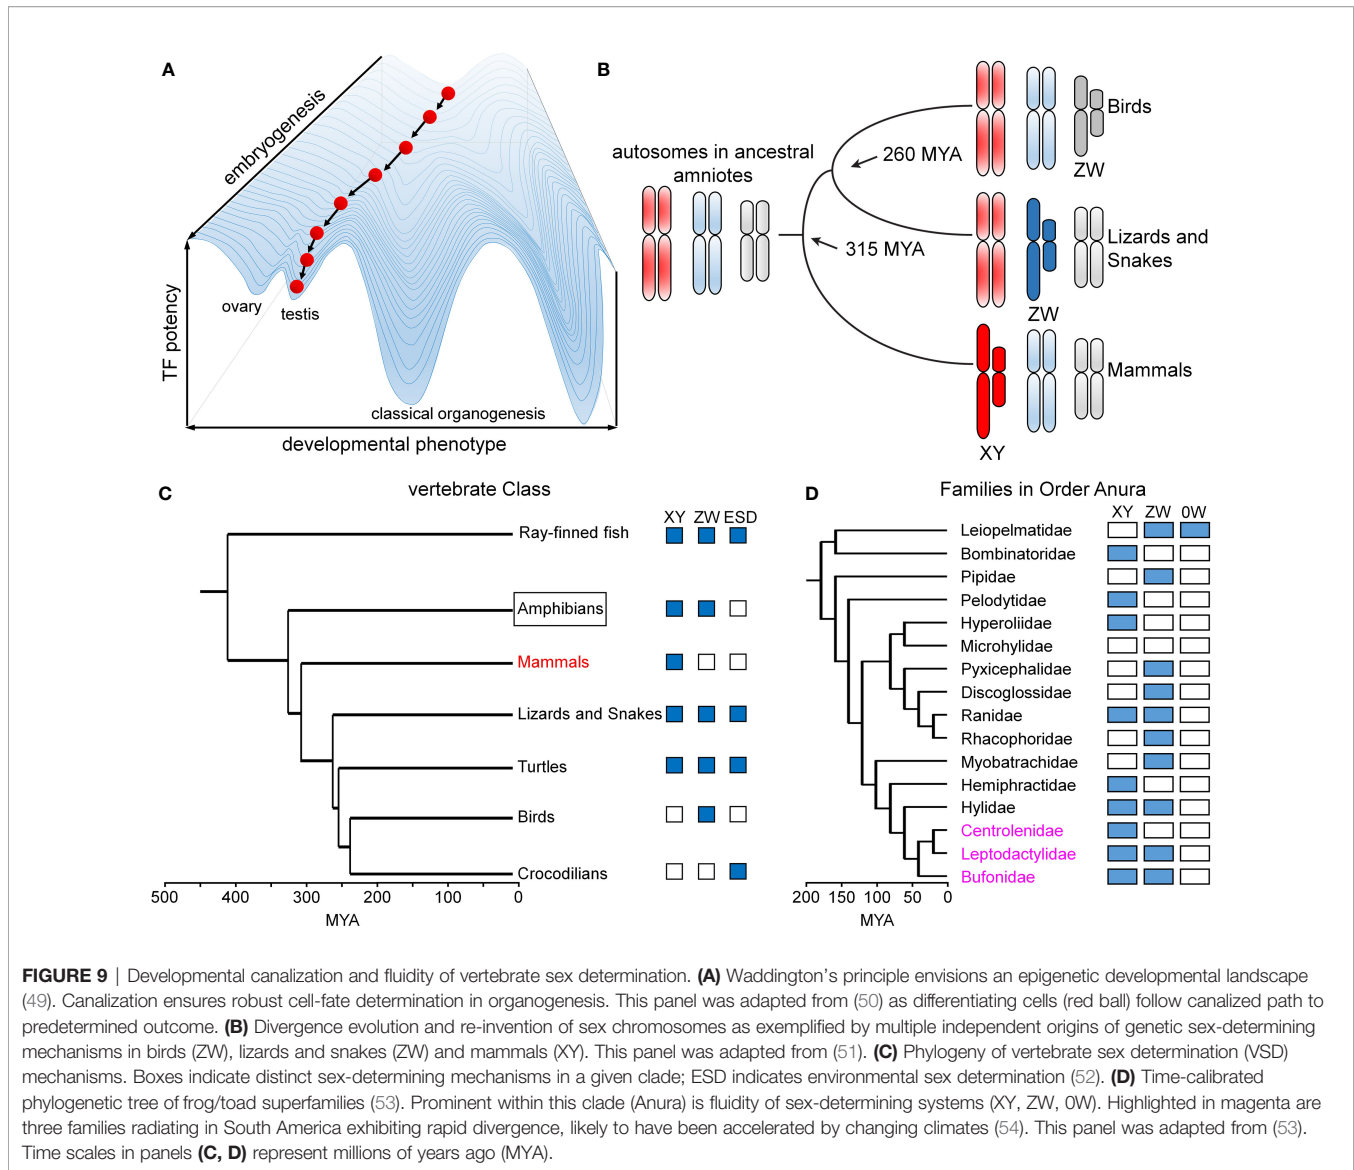 A
embryogenesis
TF potency
ovary
testis
classical organogenesis
developmental phenotype
B
autosomes in ancestral
amniotes
260 MYA
315 MYA
Birds
ZW
Lizards and
Snakes
ZW
Mammals
XY
C
vertebrate Class
XY ZW ESD
Ray-finned fish
Amphibians
Mammals
Lizards and Snakes
Turtles
Birds
Crocodilians
500 400 300 200 100 0
MYA
D
Families in Order Anura
XY ZW 0W
Leiopelmatidae
Bombinatoridae
Pipidae
Pelodytidae
Hyperoliidae
Microhylidae
Pyxicephalidae
Discoglossidae
Ranidae
Rhacophoridae
Myobatrachidae
Hemiphractidae
Hylidae
Centrolenidae
Leptodactylidae
Bufonidae
200 150 100 50 0
MYA
FIGURE 9 | Developmental canalization and fluidity of vertebrate sex determination. (A) Waddington's principle envisions an epigenetic developmental landscape
(49). Canalization ensures robust cell-fate determination in organogenesis. This panel was adapted from (50) as differentiating cells (red ball) follow canalized path to
predetermined outcome. (B) Divergence evolution and re-invention of sex chromosomes as exemplified by multiple independent origins of genetic sex-determining
mechanisms in birds (ZW), lizards and snakes (ZW) and mammals (XY). This panel was adapted from (51). (C) Phylogeny of vertebrate sex determination (VSD)
mechanisms. Boxes indicate distinct sex-determining mechanisms in a given clade; ESD indicates environmental sex determination (52). (D) Time-calibrated
phylogenetic tree of frog/toad superfamilies (53). Prominent within this clade (Anura) is fluidity of sex-determining systems (XY, ZW, 0W). Highlighted in magenta are
three families radiating in South America exhibiting rapid divergence, likely to have been accelerated by changing climates (54). This panel was adapted from (53).
Time scales in panels (C, D) represent millions of years ago (MYA).